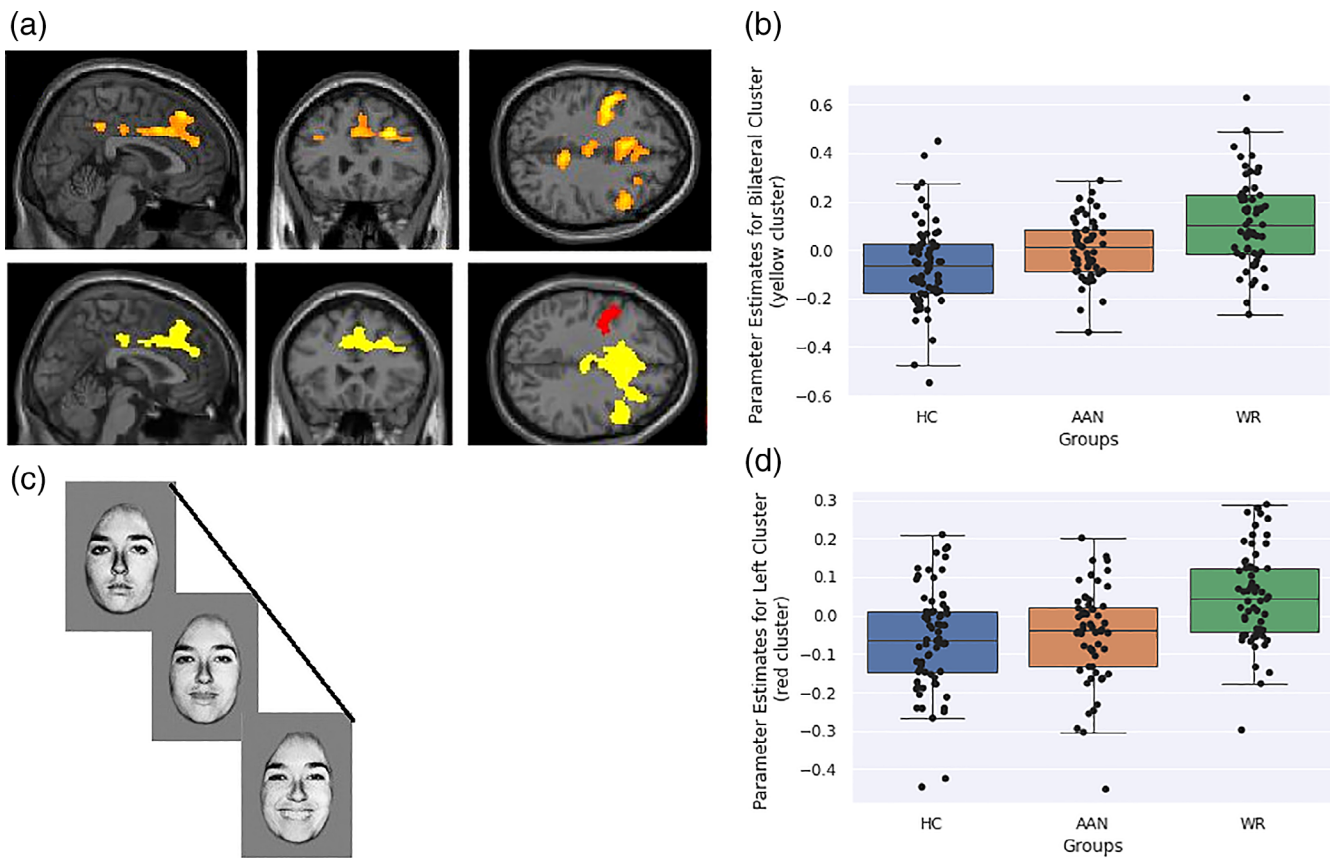 (a)
(b)
Parameter Estimates for Bilateral Cluster
(yellow cluster)
0.6
0.4
0.2
0.0
−0.2
−0.4
−0.6
HC AAN WR
Groups
(c)
(d)
Parameter Estimates for Left Cluster
(red cluster)
0.3
0.2
0.1
0.0
−0.1
−0.2
−0.3
−0.4
HC AAN WR
Groups